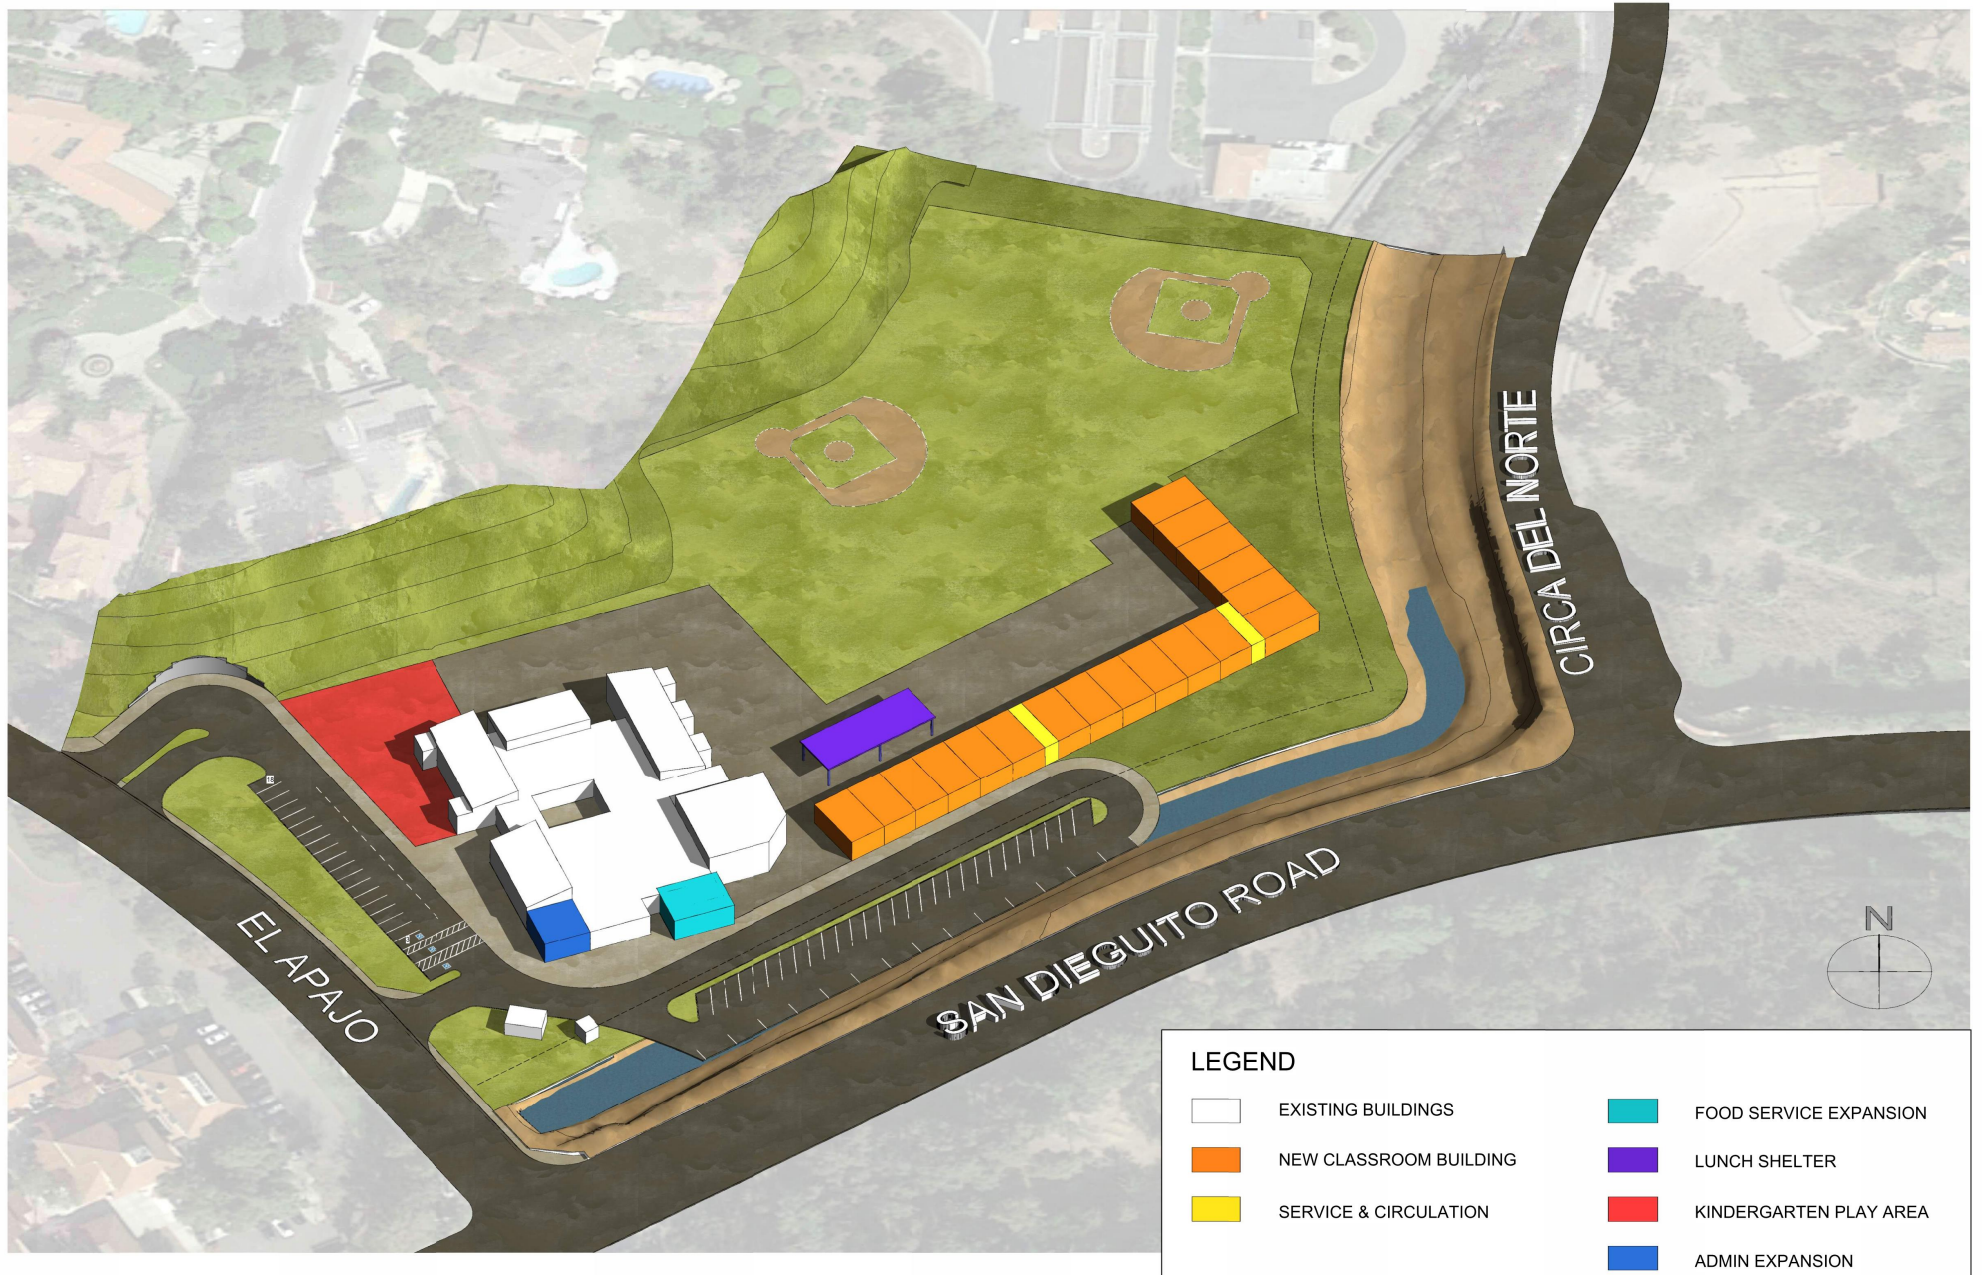 CIRCA DEL NORTE
18
EL APAJO
SAN DIEGUITO ROAD
N
LEGEND
EXISTING BUILDINGS
NEW CLASSROOM BUILDING
SERVICE & CIRCULATION
FOOD SERVICE EXPANSION
LUNCH SHELTER
KINDERGARTEN PLAY AREA
ADMIN EXPANSION